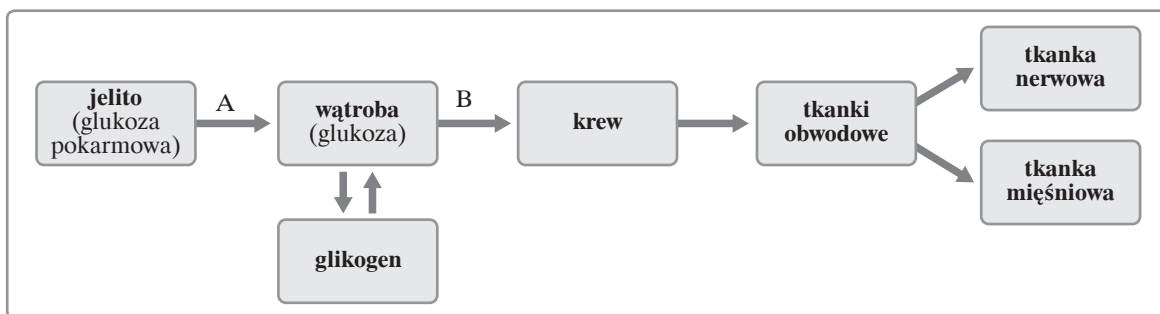 jelito
(glukoza
pokarmowa)
A
wątroba
(glukoza)
B
krew
tkanki
obwodowe
tkanka
nerwowa
tkanka
mięśniowa
glikogen